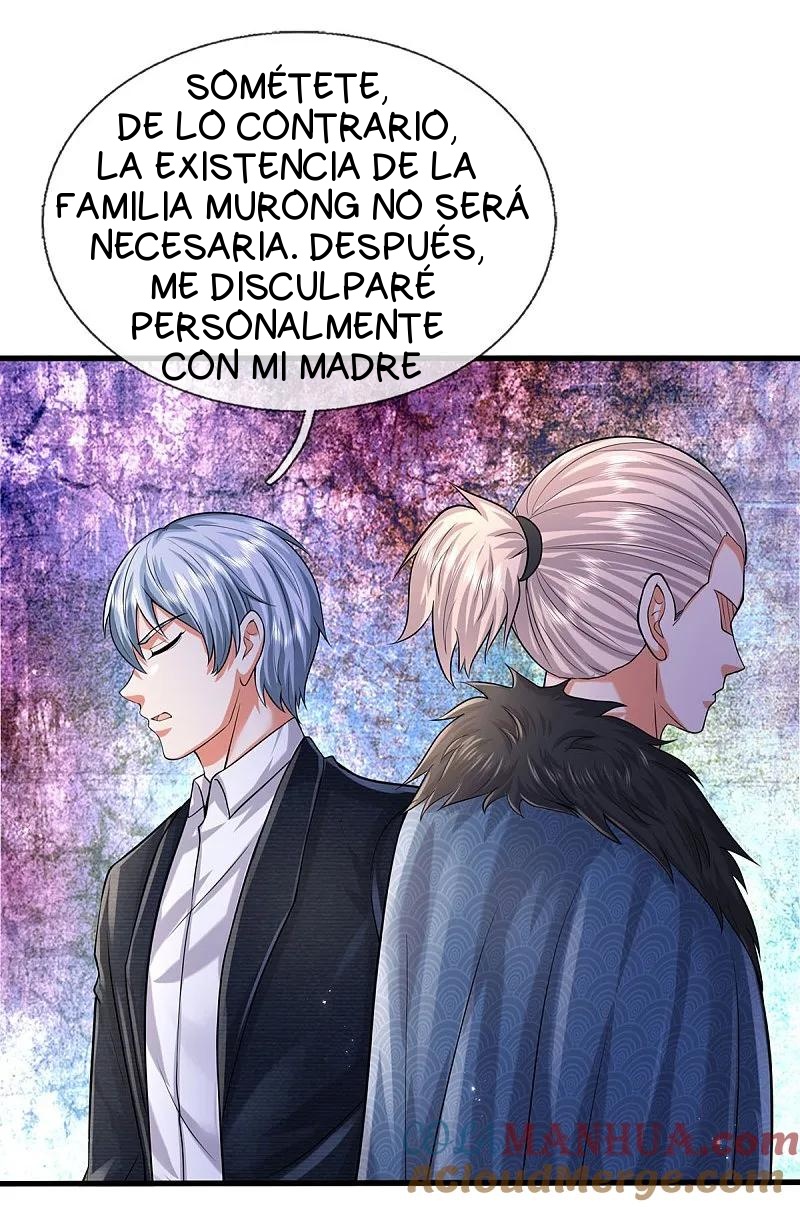 SOMÉTETE,
DE LO CONTRARIO,
LA EXISTENCIA DE LA
FAMILIA MURONG NO SERÁ
NECESARIA. DESPUÉS,
ME DISCULPARÉ
PERSONALMENTE
CON MI MADRE
MANHUA.com
ACloudMerge.com